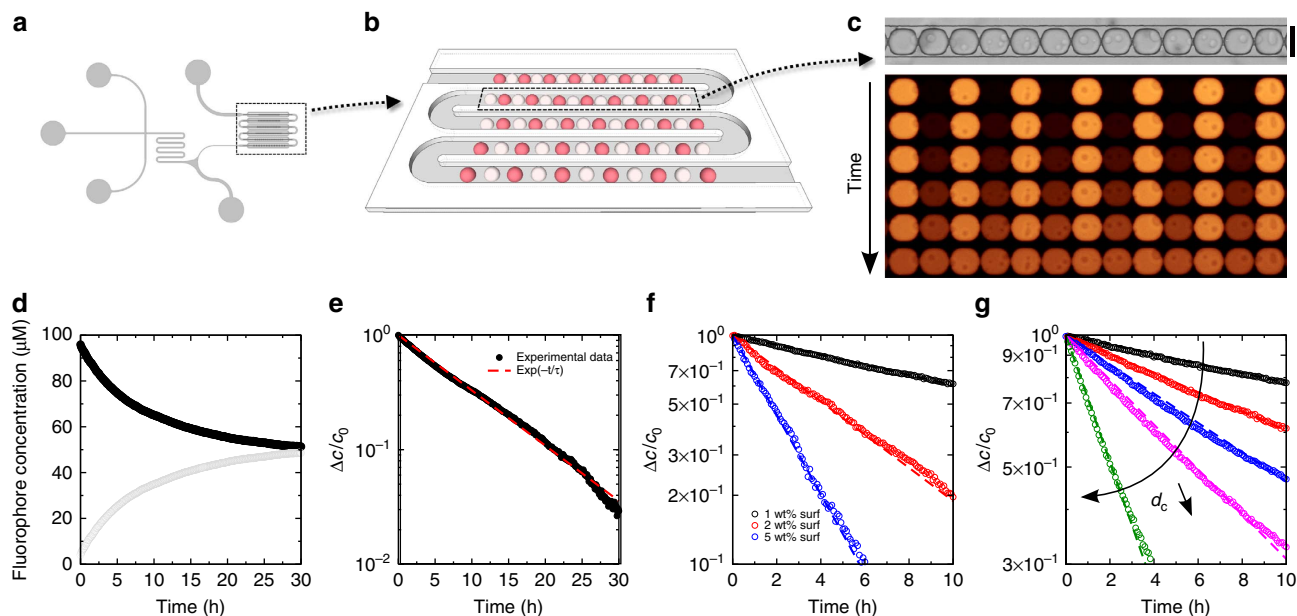 a
b
c
Time
d
Fluorophore concentration (μM)
100
80
60
40
20
0
0 5 10 15 20 25 30
Time (h)
e
Δc/c0
10^0
10^-1
10^-2
Experimental data
Exp(−t/τ)
0 5 10 15 20 25 30
Time (h)
f
Δc/c0
10^0
7×10^-1
5×10^-1
3×10^-1
2×10^-1
10^-1
1 wt% surf
2 wt% surf
5 wt% surf
0 2 4 6 8 10
Time (h)
g
Δc/c0
10^0
9×10^-1
7×10^-1
5×10^-1
3×10^-1
dc
0 2 4 6 8 10
Time (h)